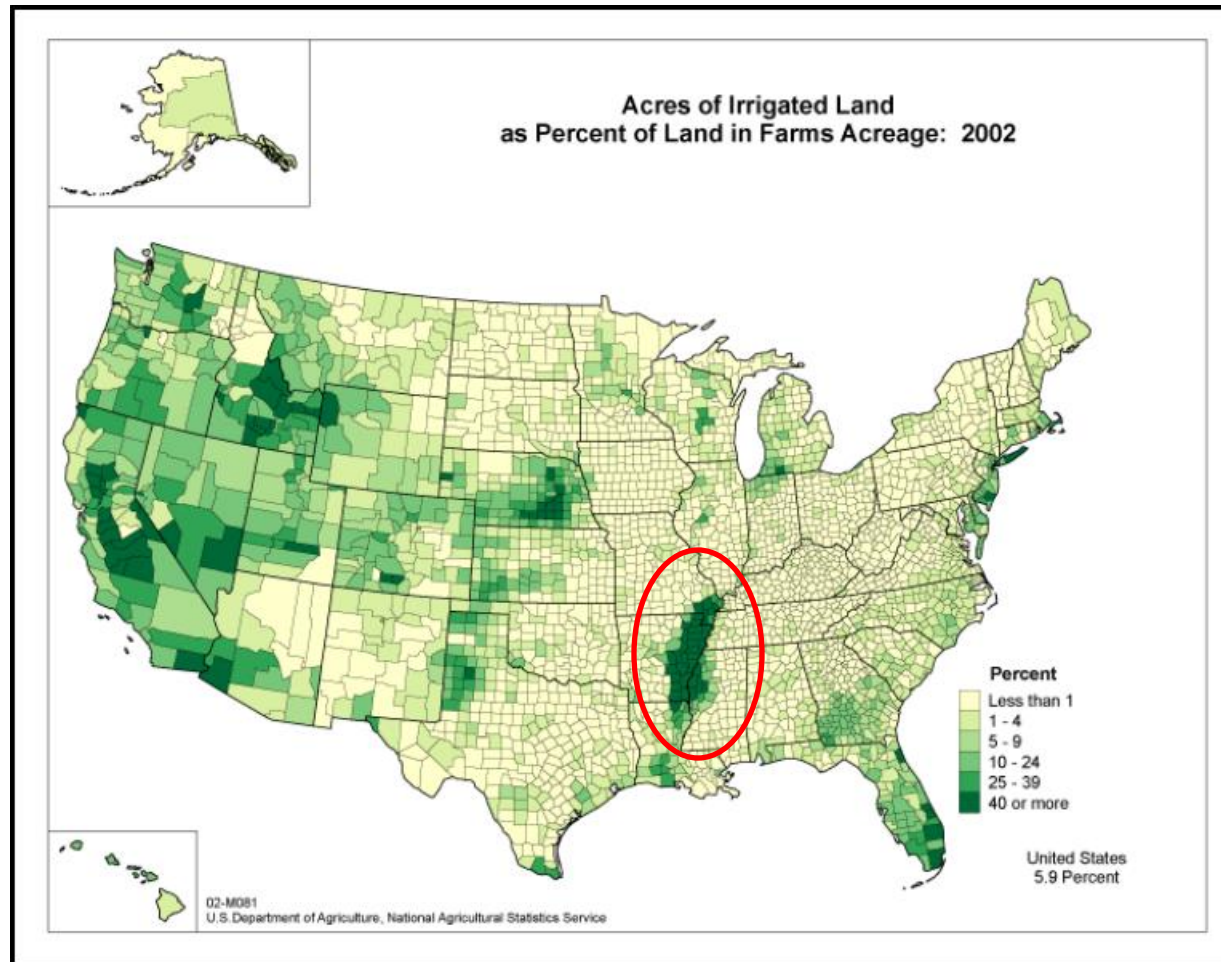 Acres of Irrigated Land
as Percent of Land in Farms Acreage: 2002
Percent
Less than 1
1 - 4
5 - 9
10 - 24
25 - 39
40 or more
United States
5.9 Percent
02-M081
U.S.Department of Agriculture, National Agricultural Statistics Service